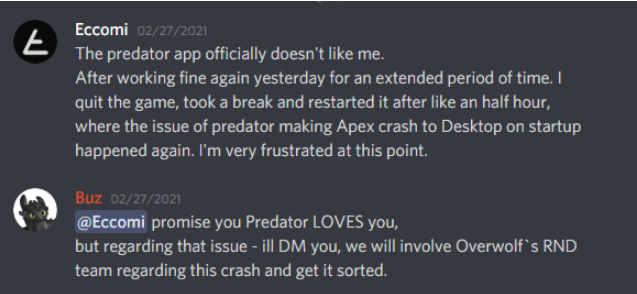 Eccomi 02/27/2021
The predator app officially doesn't like me.
After working fine again yesterday for an extended period of time. I
quit the game, took a break and restarted it after like an half hour,
where the issue of predator making Apex crash to Desktop on startup
happened again. I'm very frustrated at this point.
Buz 02/27/2021
@Eccomi promise you Predator LOVES you,
but regarding that issue - ill DM you, we will involve Overwolf`s RND
team regarding this crash and get it sorted.